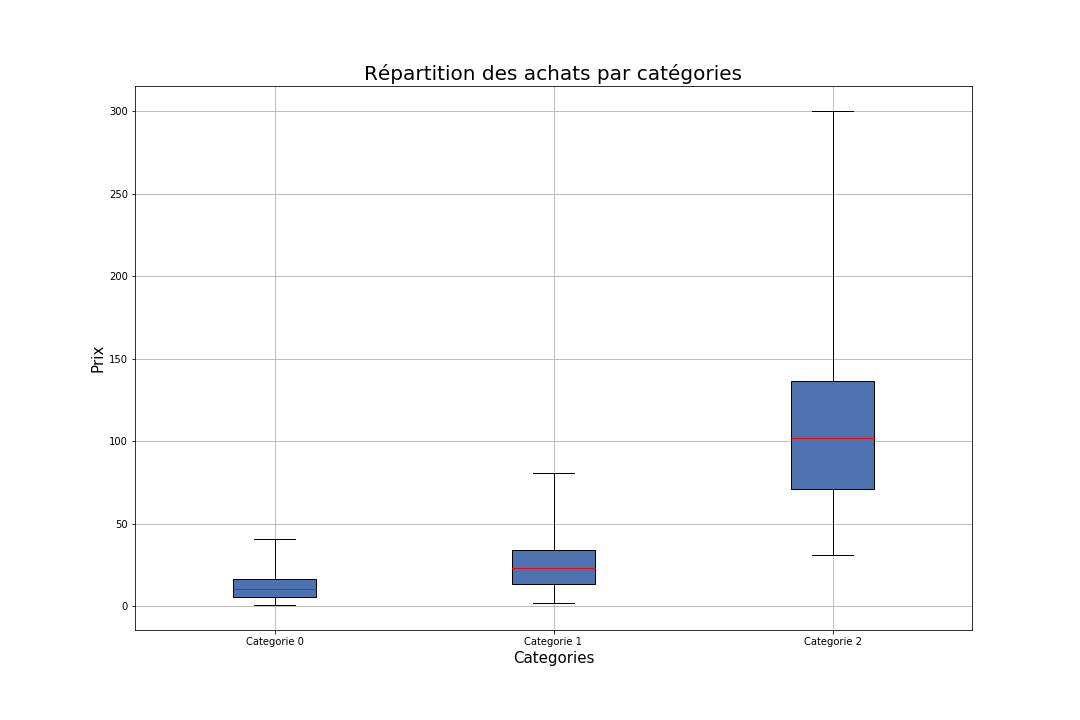 Répartition des achats par catégories
300
250
200
150
100
50
0
Prix
Categorie 0
Categorie 1
Categorie 2
Categories